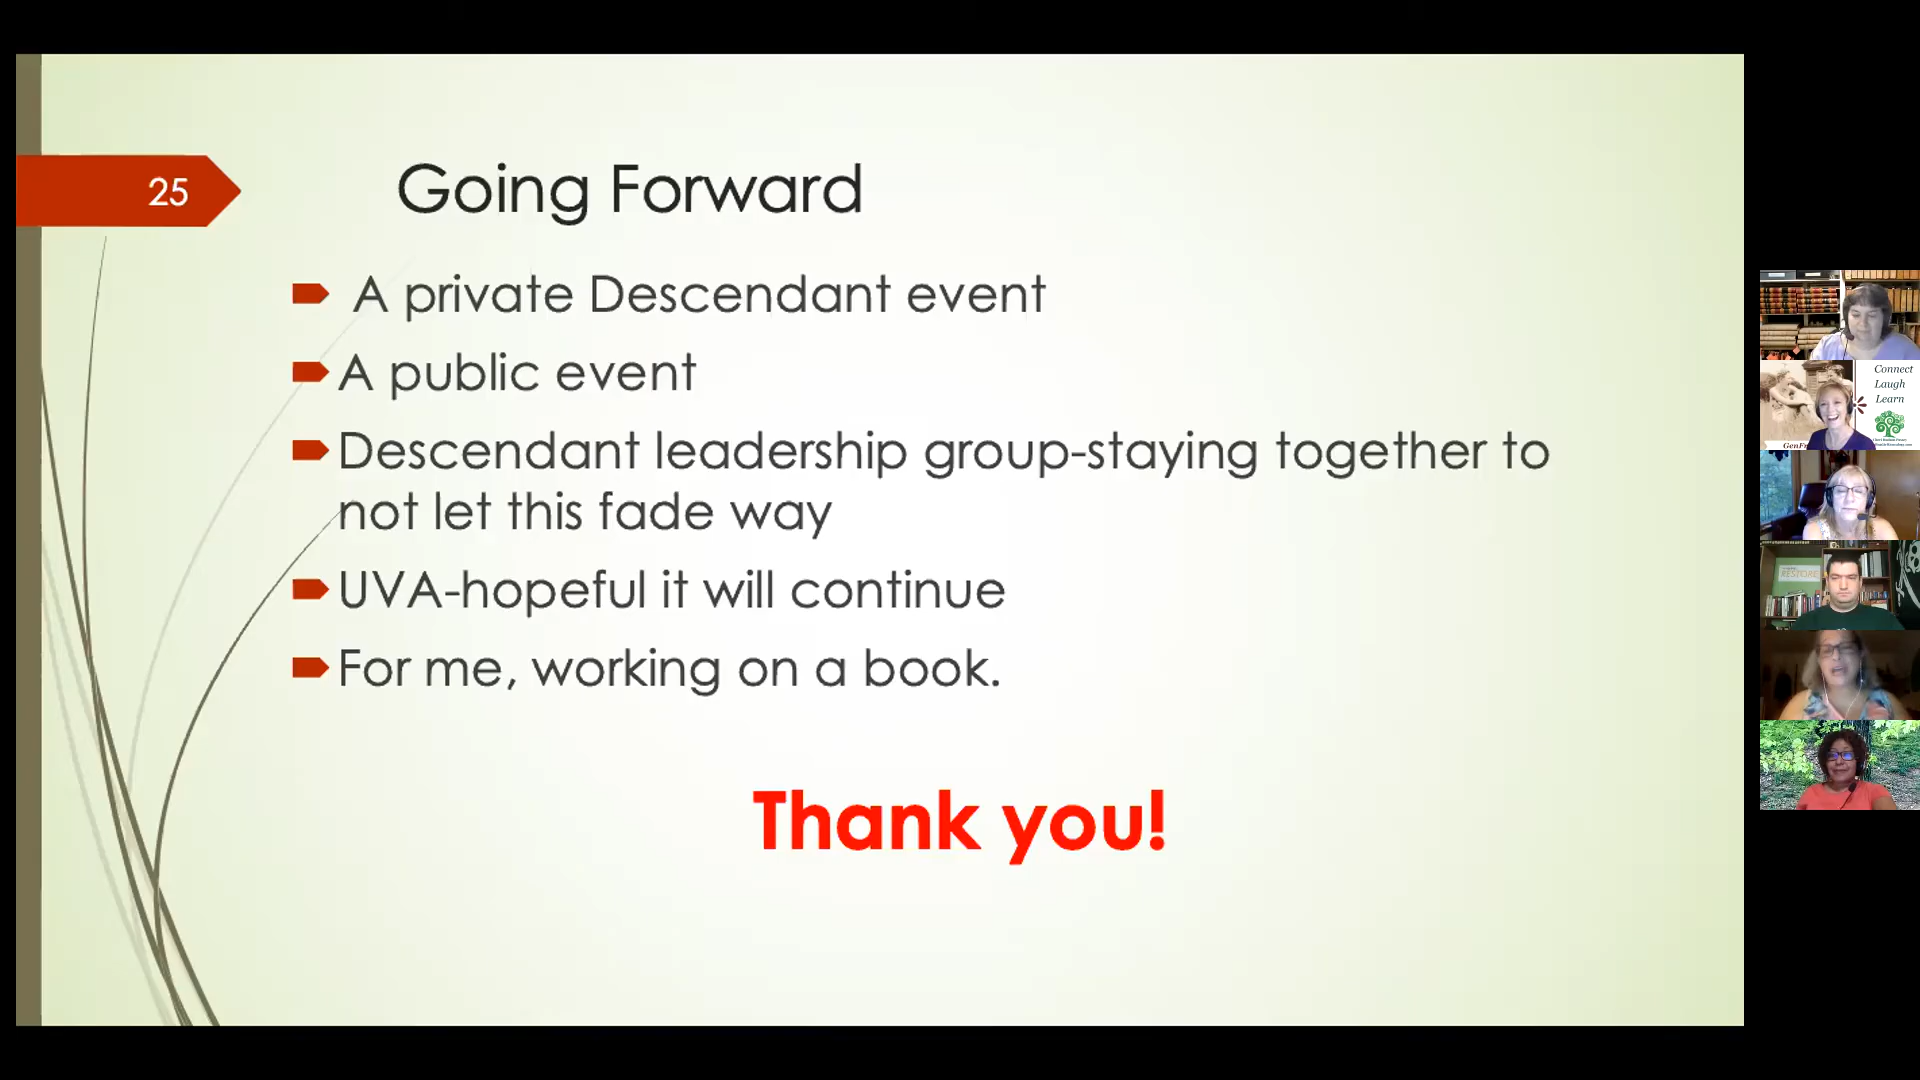 25
Going Forward
A private Descendant event
A public event
Descendant leadership group-staying together to
not let this fade way
UVA-hopeful it will continue
For me, working on a book.
Thank you!
Connect
Laugh
Learn
RESTORE